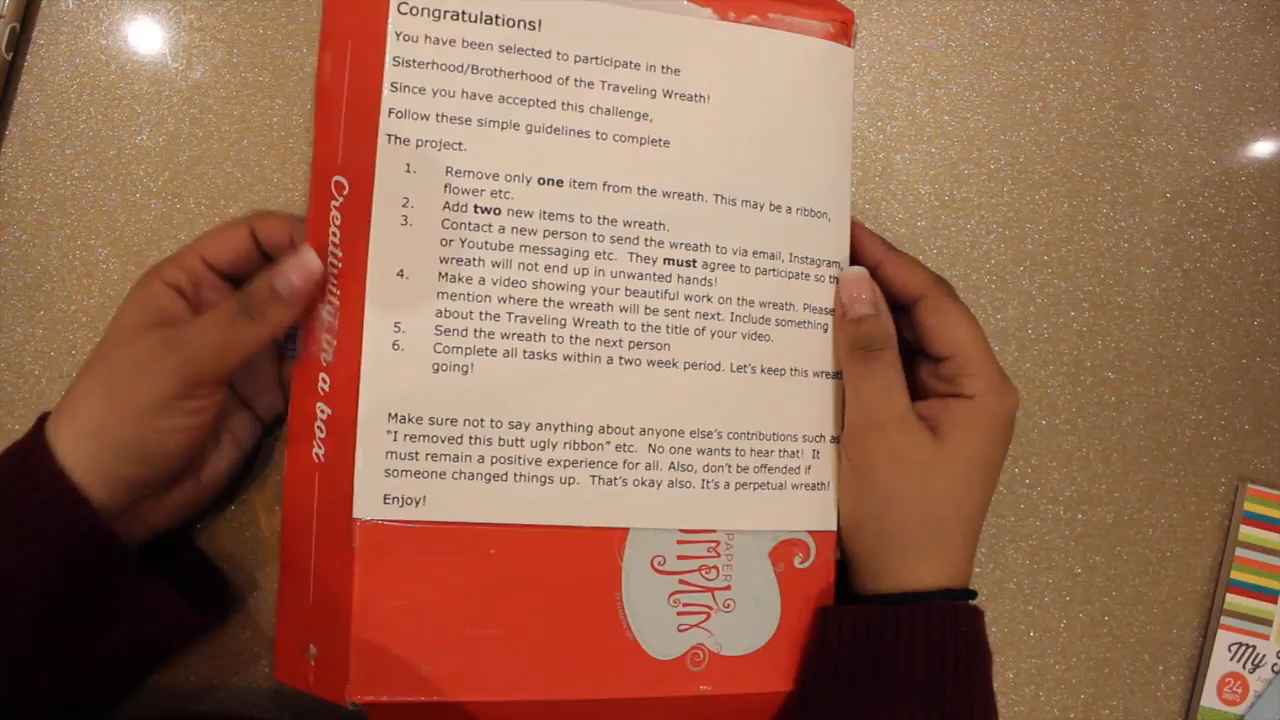 Congratulations!
You have been selected to participate in the
Sisterhood/Brotherhood of the Traveling Wreath!
Since you have accepted this challenge,
Follow these simple guidelines to complete
The project.
1. Remove only one item from the wreath. This may be a ribbon,
flower etc.
2. Add two new items to the wreath.
3. Contact a new person to send the wreath to via email, Instagram,
or Youtube messaging etc. They must agree to participate so th
wreath will not end up in unwanted hands!
4. Make a video showing your beautiful work on the wreath. Please
mention where the wreath will be sent next. Include something
about the Traveling Wreath to the title of your video.
5. Send the wreath to the next person
6. Complete all tasks within a two week period. Let's keep this wreat
going!
Make sure not to say anything about anyone else's contributions such as
"I removed this butt ugly ribbon" etc. No one wants to hear that! It
must remain a positive experience for all. Also, don't be offended if
someone changed things up. That's okay also. It's a perpetual wreath!
Enjoy!
Creativity in a box
PAPER
umpkin
My
24
SHEETS